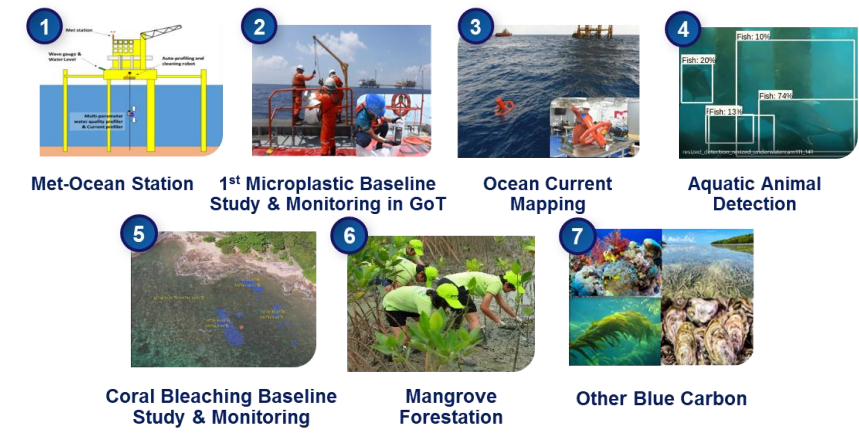 1
Met station
Wave gauge &
Water Level
Auto-profiling and
cleaning robot
Multi-parameter
water quality profiler
& Current profiler
Met-Ocean Station
2
1st Microplastic Baseline
Study & Monitoring in GoT
3
Ocean Current
Mapping
4
Fish: 10%
Fish: 20%
Fish: 74%
Fish: 13%
Aquatic Animal
Detection
5
Coral Bleaching Baseline
Study & Monitoring
6
Mangrove
Forestation
7
Other Blue Carbon